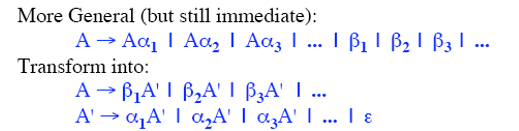 More General (but still immediate):
A → Aα₁ | Aα₂ | Aα₃ | ... | β₁ | β₂ | β₃ | ...
Transform into:
A → β₁A' | β₂A' | β₃A' | ...
A' → α₁A' | α₂A' | α₃A' | ... | ε